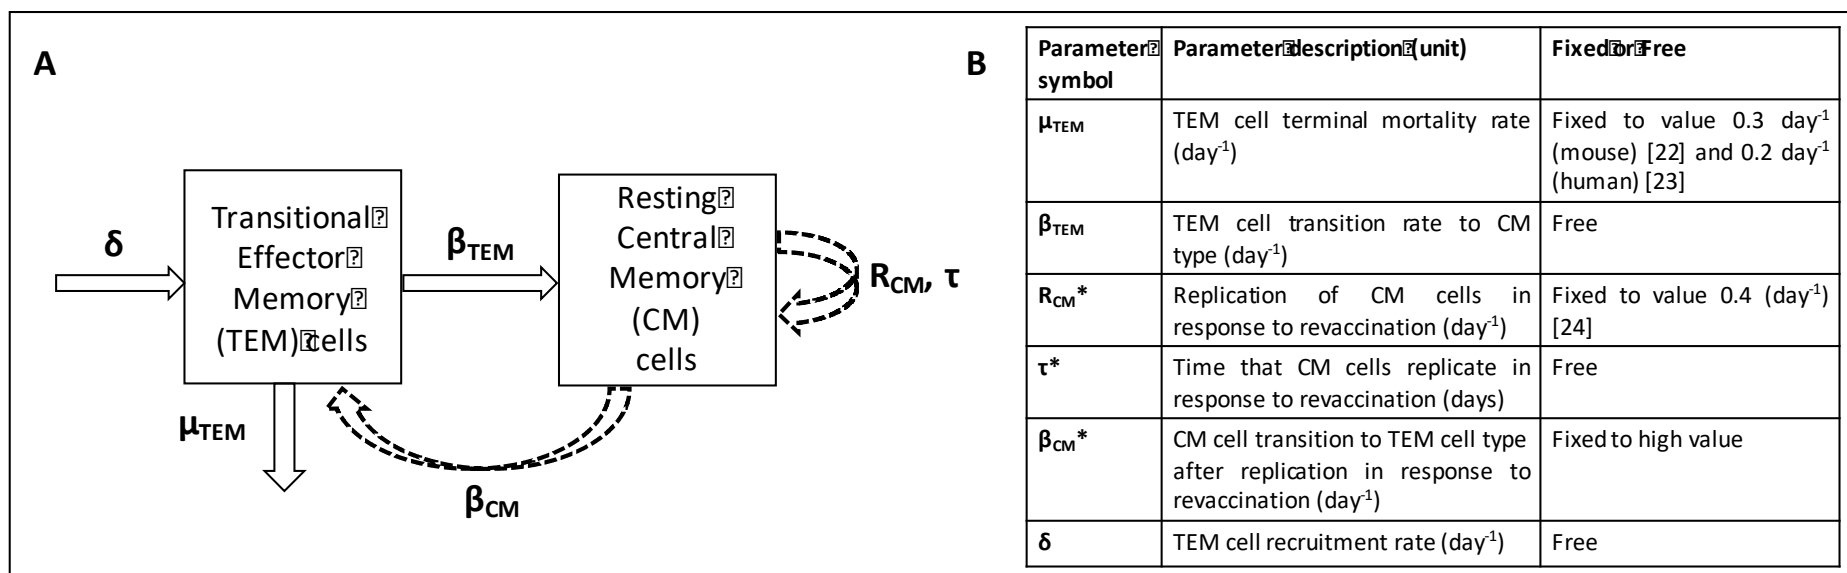 A
δ
Transitional
Effector
Memory
(TEM) cells
β_TEM
Resting
Central
Memory
(CM)
cells
R_CM, τ
μ_TEM
β_CM
B
Parameter symbol | Parameter description (unit) | Fixed or Free
μ_TEM | TEM cell terminal mortality rate (day⁻¹) | Fixed to value 0.3 day⁻¹ (mouse) [22] and 0.2 day⁻¹ (human) [23]
β_TEM | TEM cell transition rate to CM type (day⁻¹) | Free
R_CM* | Replication of CM cells in response to revaccination (day⁻¹) | Fixed to value 0.4 (day⁻¹) [24]
τ* | Time that CM cells replicate in response to revaccination (days) | Free
β_CM* | CM cell transition to TEM cell type after replication in response to revaccination (day⁻¹) | Fixed to high value
δ | TEM cell recruitment rate (day⁻¹) | Free